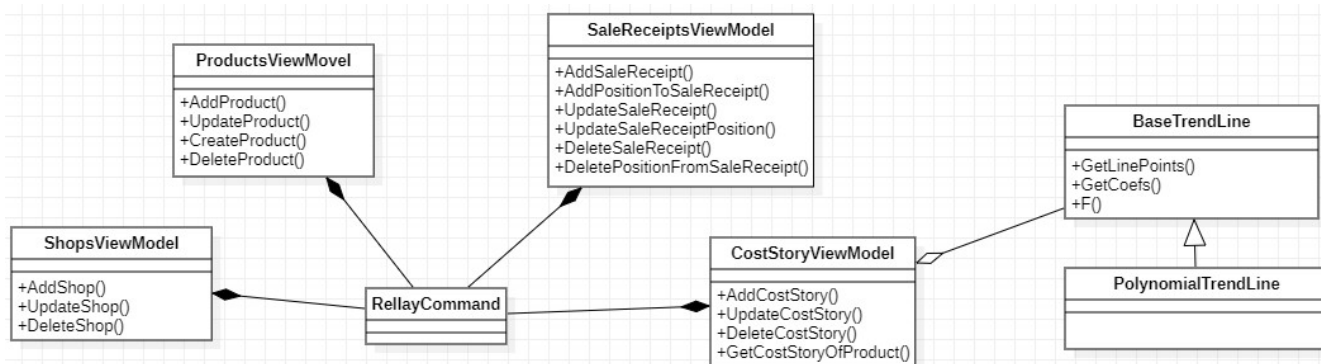 SaleReceiptsViewModel
+AddSaleReceipt()
+AddPositionToSaleReceipt()
+UpdateSaleReceipt()
+UpdateSaleReceiptPosition()
+DeleteSaleReceipt()
+DeletePositionFromSaleReceipt()
ProductsViewMovel
+AddProduct()
+UpdateProduct()
+CreateProduct()
+DeleteProduct()
BaseTrendLine
+GetLinePoints()
+GetCoefs()
+F()
ShopsViewModel
+AddShop()
+UpdateShop()
+DeleteShop()
RellayCommand
CostStoryViewModel
+AddCostStory()
+UpdateCostStory()
+DeleteCostStory()
+GetCostStoryOfProduct()
PolynomialTrendLine